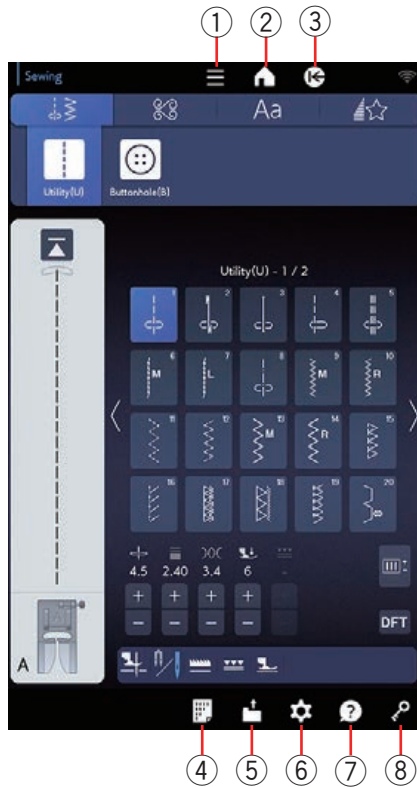 ① ② ③
Sewing
Aa
Utility(U) Buttonhole(B)
Utility(U) - 1 / 2
1 2 3 4 5
6 M 7 L 8 9 M 10 R
11 12 13 M 14 R 15
16 17 18 19 20
4.5 2.40 3.4 6 -
+ + + +
- - - - DFT
A
④ ⑤ ⑥ ⑦ ⑧